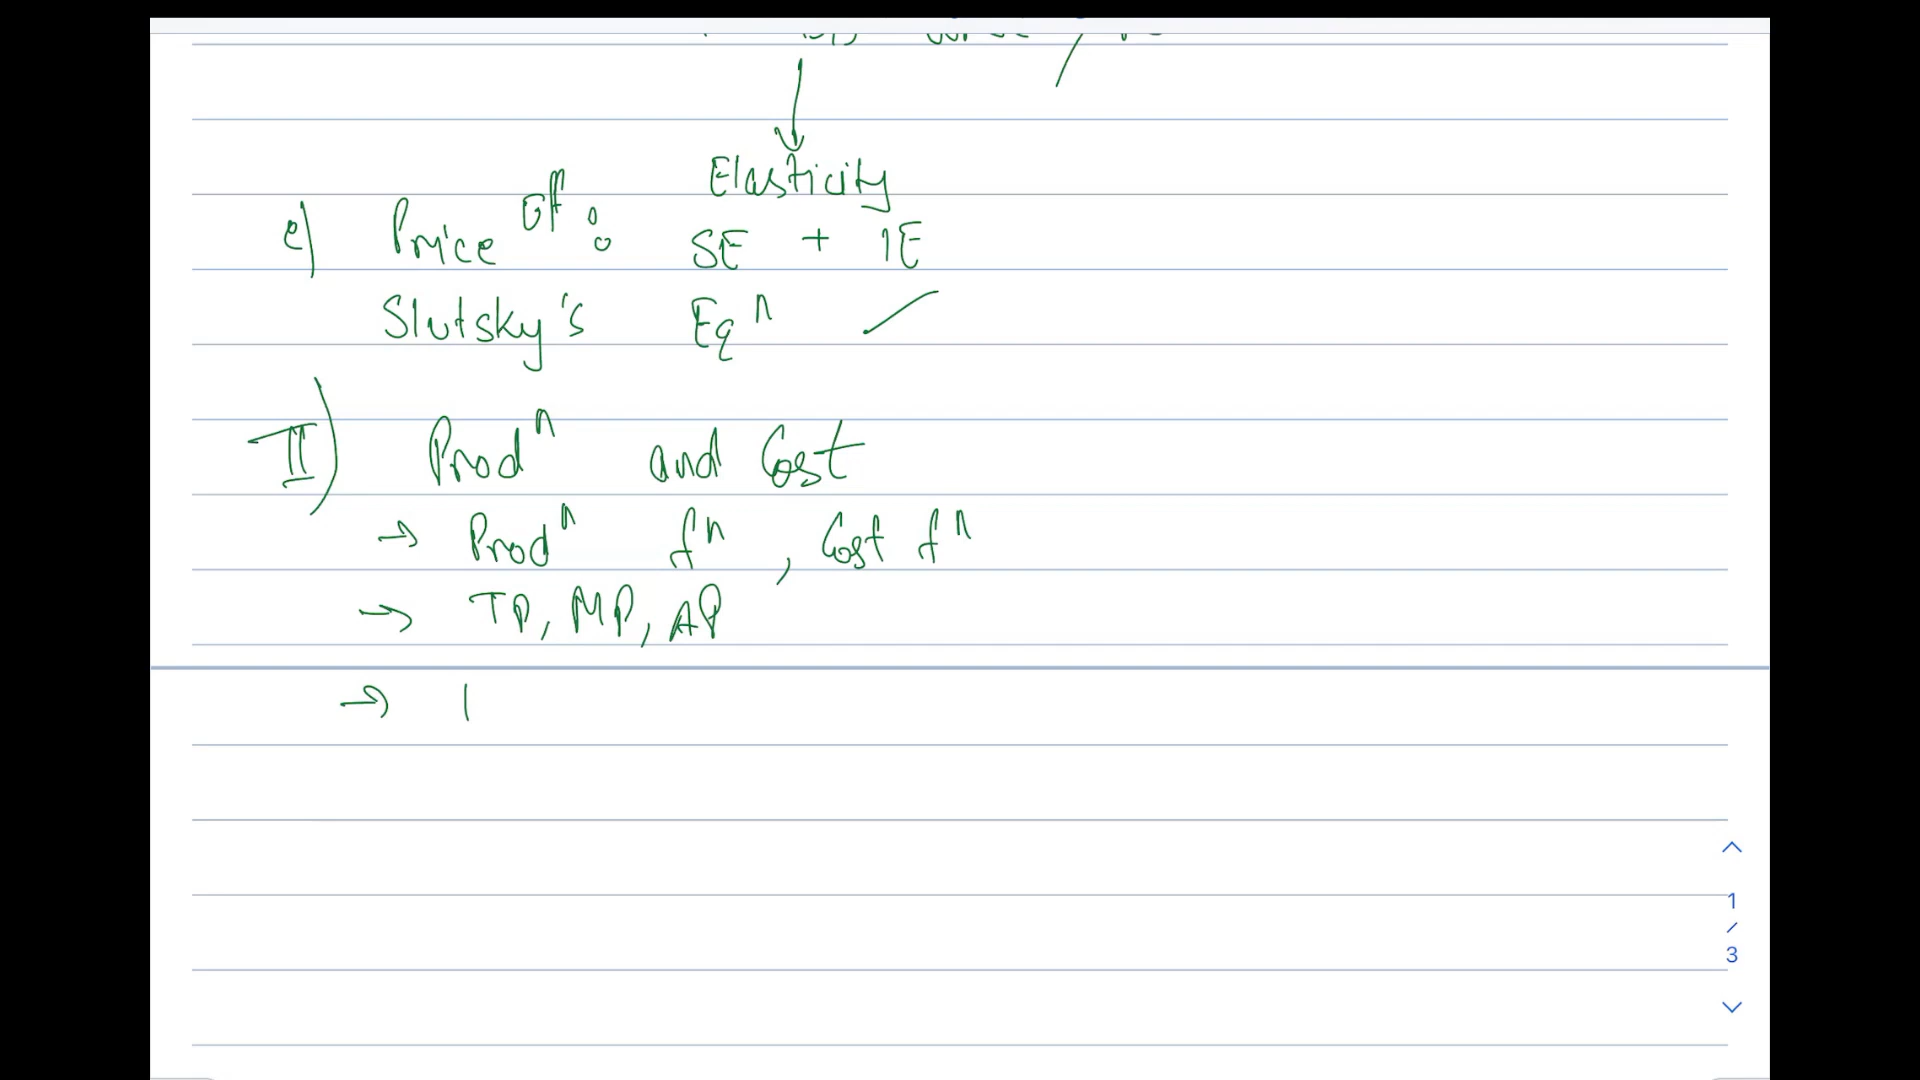 Elasticity
e) Price Eff : SE + IE
Slutsky's Eqⁿ ✓
II) Prodⁿ and Cost
→ Prodⁿ fⁿ, Cost fⁿ
→ TP, MP, AP
→
1
/
3